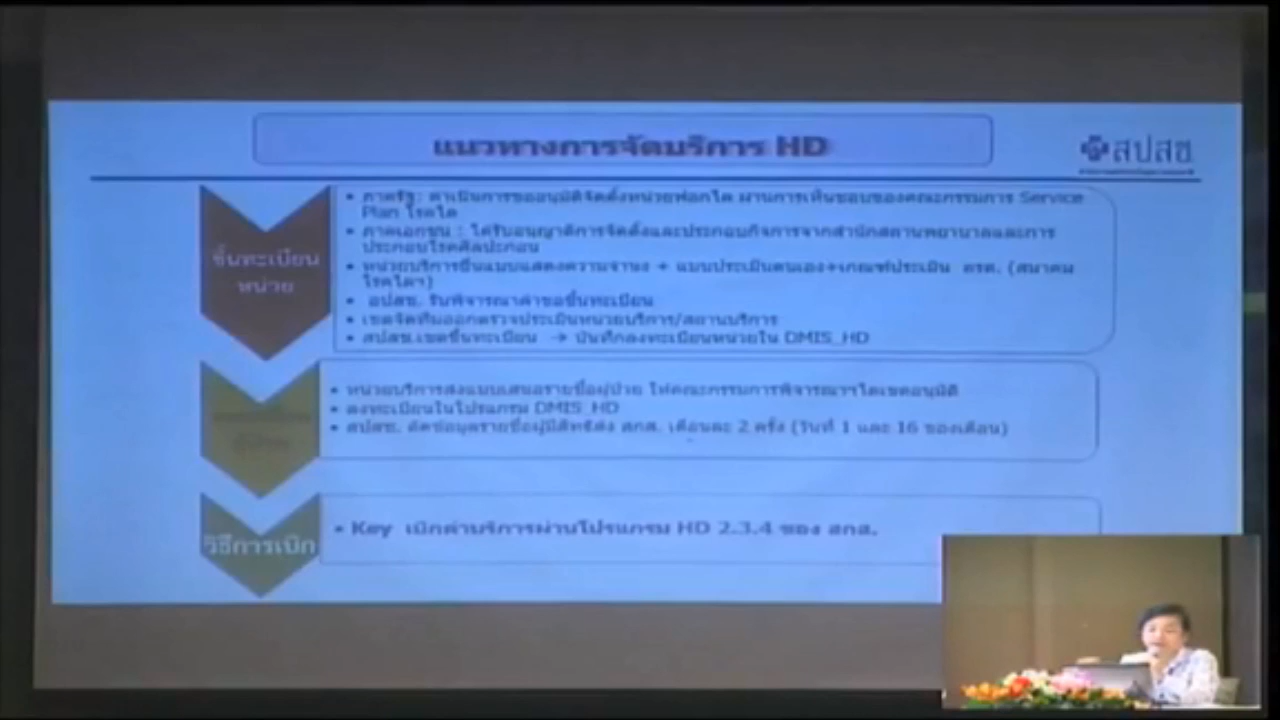 แนวทางการจัดบริการ HD
สปสช
ขึ้นทะเบียน
หน่วย
• ภาครัฐ: ดำเนินการขออนุมัติจัดตั้งหน่วยฟอกไต ผ่านการเห็นชอบของคณะกรรมการ Service
Plan โรคไต
• ภาคเอกชน : ได้รับอนุญาติการจัดตั้งและประกอบกิจการจากสำนักสถานพยาบาลและการ
ประกอบโรคศิลปะก่อน
• หน่วยบริการยื่นแบบแสดงความจำนง + แบบประเมินตนเอง+เกณฑ์ประเมิน ตรต. (สมาคม
โรคไตฯ)
• อปสข. รับพิจารณาคำขอขึ้นทะเบียน
• เขตจัดทีมออกตรวจประเมินหน่วยบริการ/สถานบริการ
• สปสช.เขตขึ้นทะเบียน → บันทึกลงทะเบียนหน่วยใน DMIS_HD
• หน่วยบริการส่งแบบเสนอรายชื่อผู้ป่วย ให้คณะกรรมการพิจารณาฯไตเขตอนุมัติ
• ลงทะเบียนในโปรแกรม DMIS_HD
• สปสช. ตัดข้อมูลรายชื่อผู้มีสิทธิส่ง สกส. เดือนละ 2 ครั้ง (วันที่ 1 และ 16 ของเดือน)
วิธีการเบิก
• Key เบิกค่าบริการผ่านโปรแกรม HD 2.3.4 ของ สกส.